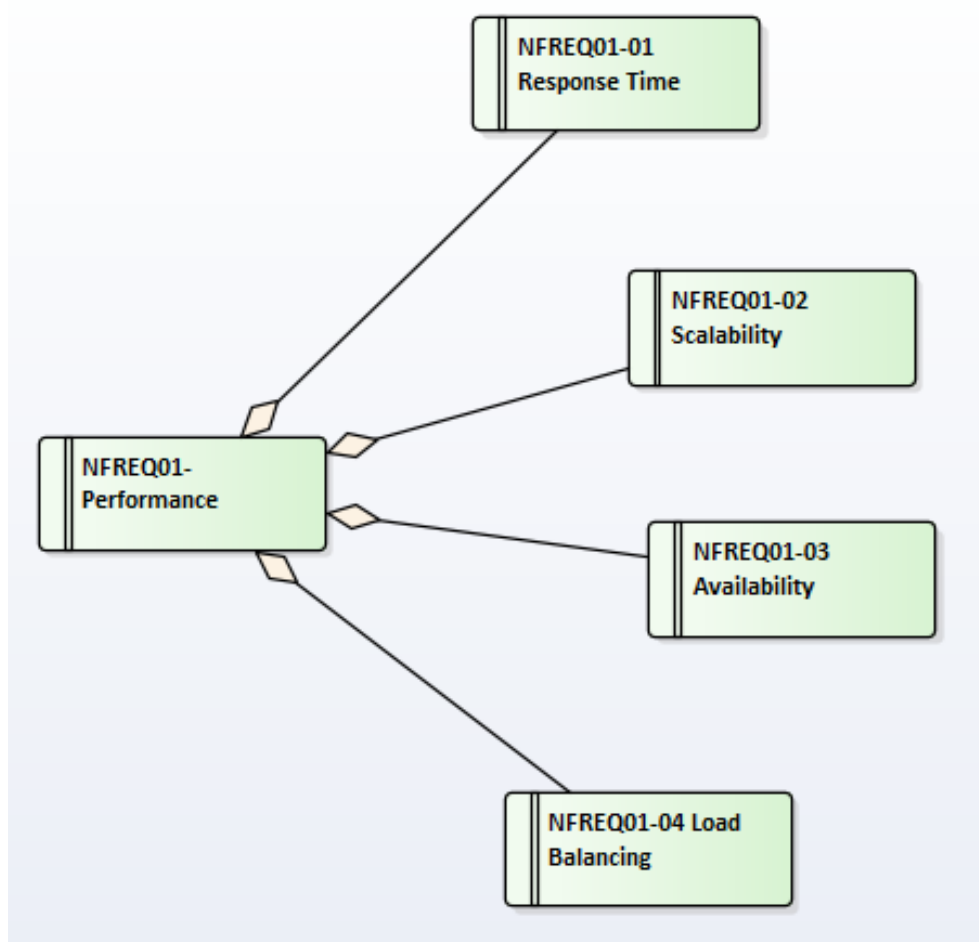 NFREQ01-01
Response Time
NFREQ01-02
Scalability
NFREQ01-
Performance
NFREQ01-03
Availability
NFREQ01-04 Load
Balancing